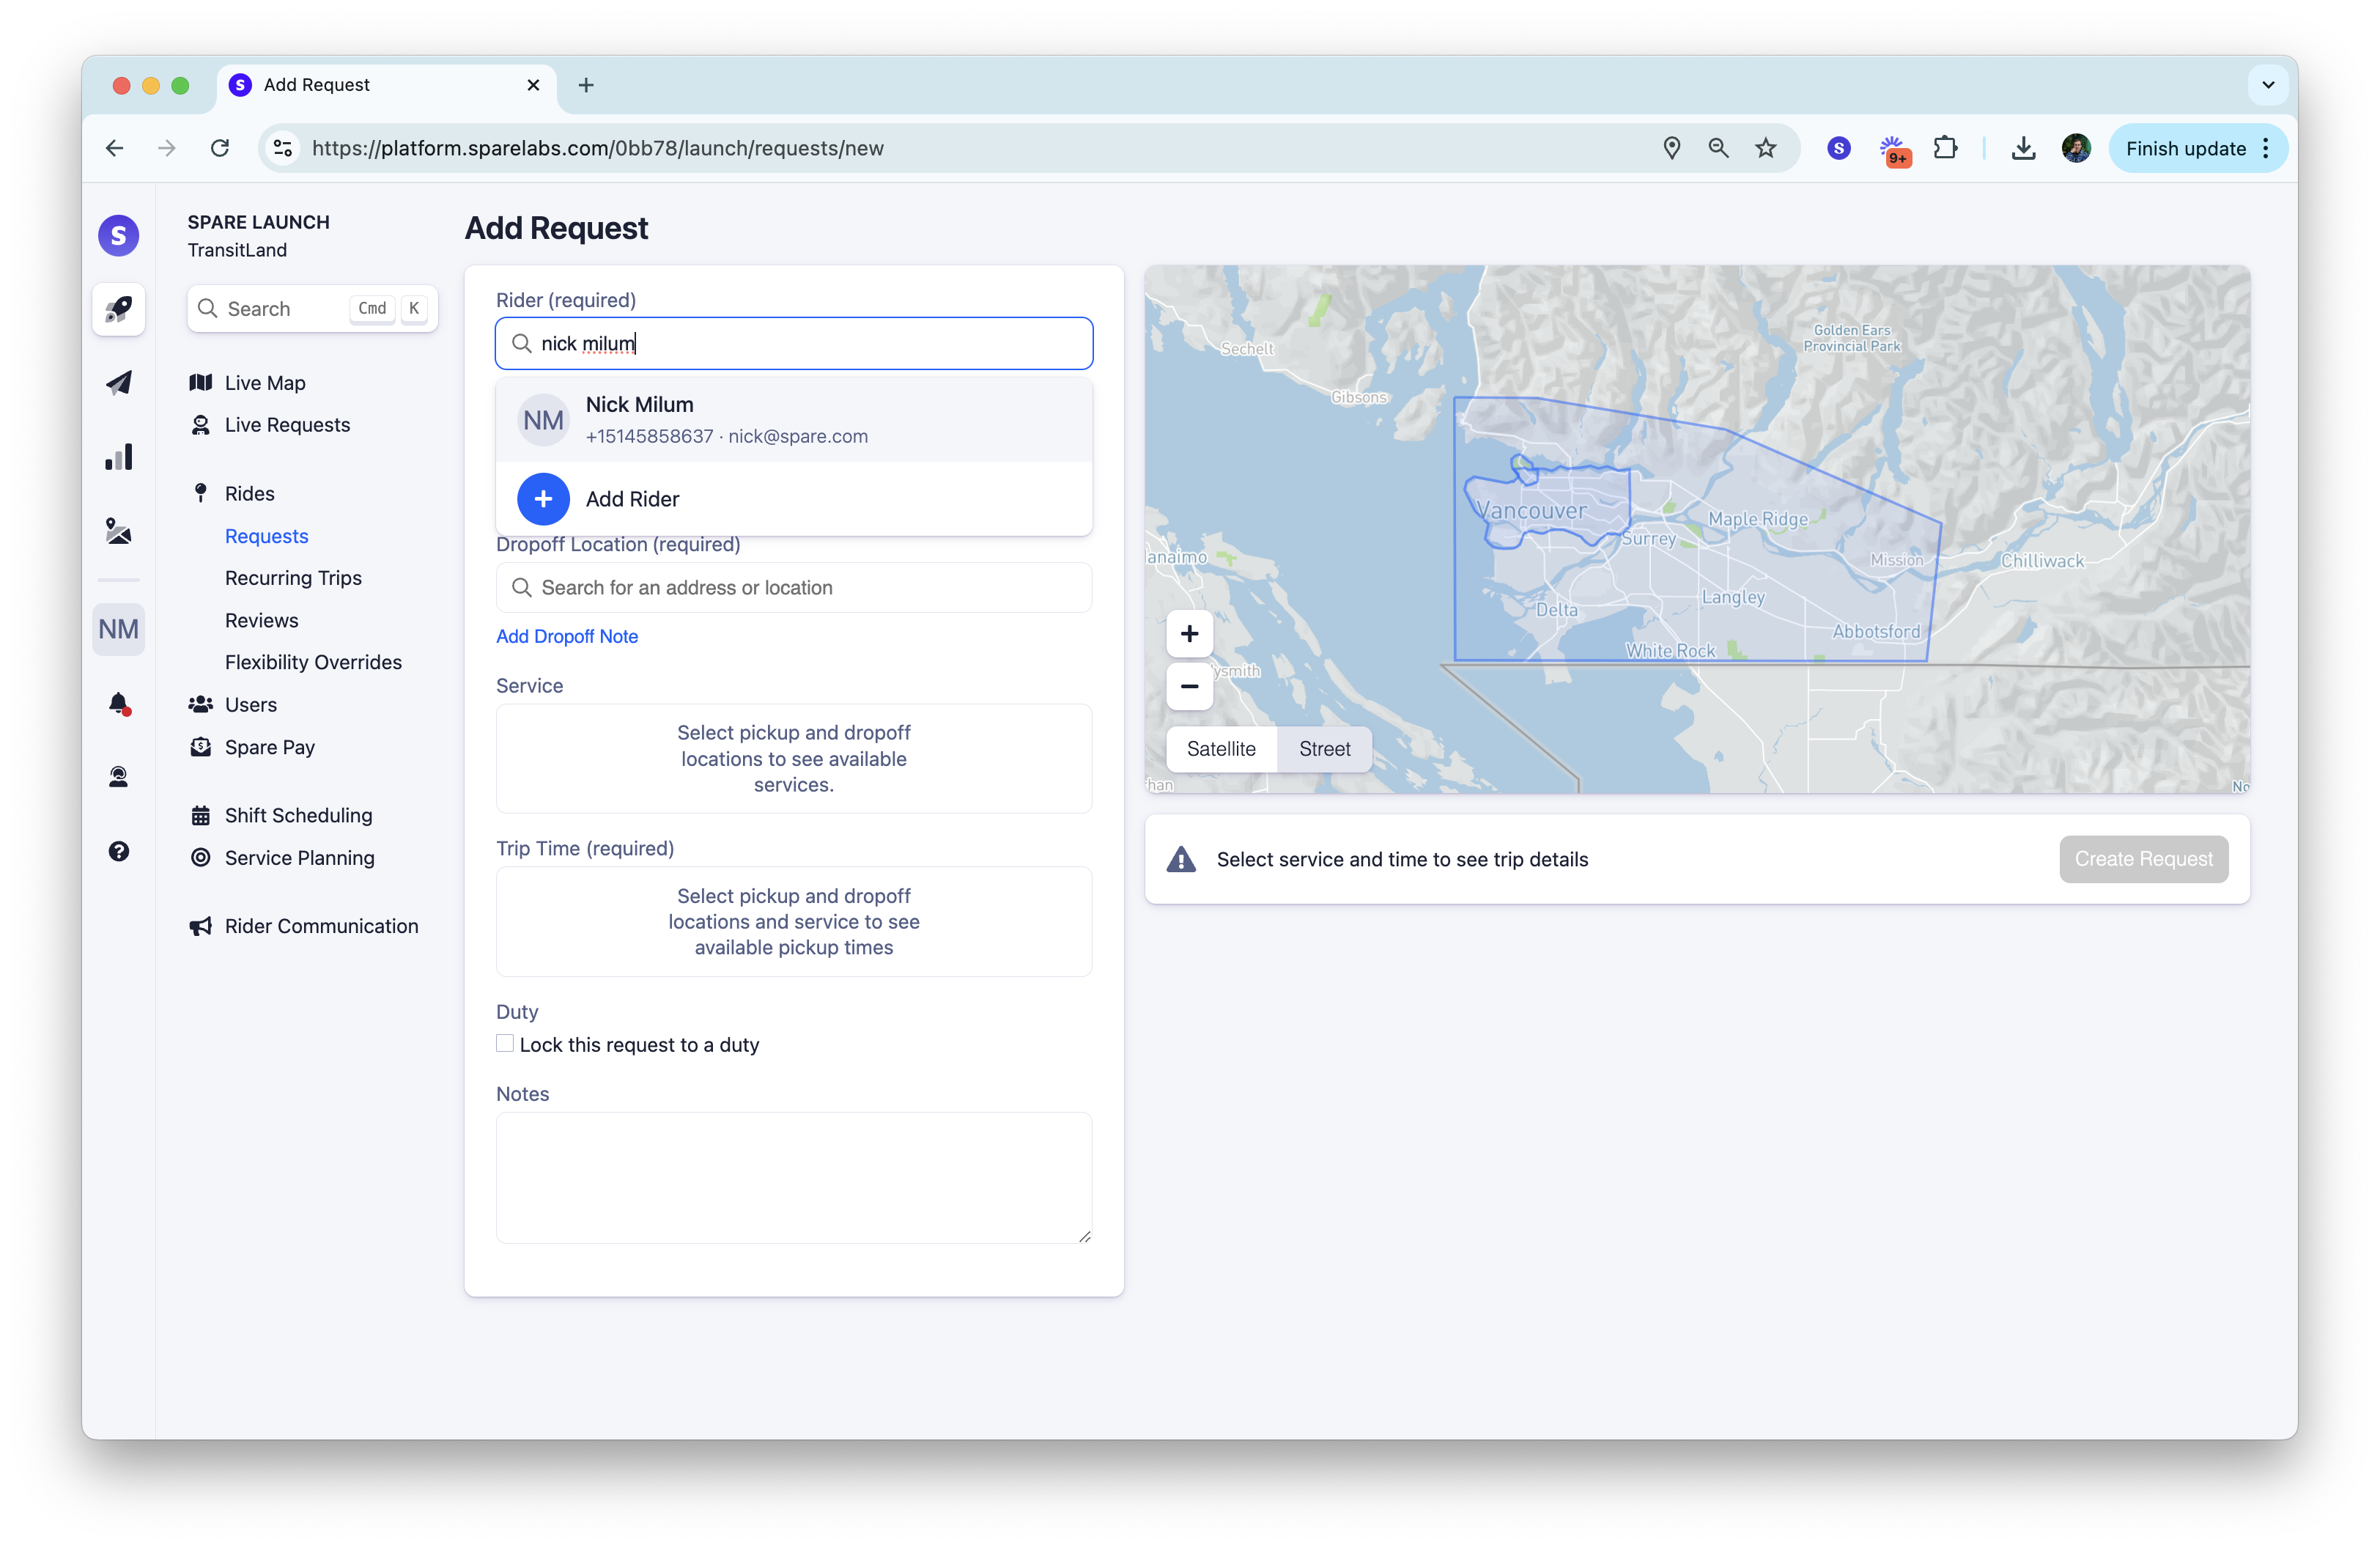 Add Request
https://platform.sparelabs.com/0bb78/launch/requests/new
9+
Finish update
S
SPARE LAUNCH
TransitLand
Search
Cmd
K
Live Map
Live Requests
Rides
Requests
Recurring Trips
Reviews
Flexibility Overrides
Users
Spare Pay
Shift Scheduling
Service Planning
Rider Communication
NM
Add Request
Rider (required)
nick milum
NM
Nick Milum
+15145858637 · nick@spare.com
Add Rider
Dropoff Location (required)
Search for an address or location
Add Dropoff Note
Service
Select pickup and dropoff
locations to see available
services.
Trip Time (required)
Select pickup and dropoff
locations and service to see
available pickup times
Duty
Lock this request to a duty
Notes
Sechelt
Gibsons
Golden Ears
Provincial Park
Vancouver
Maple Ridge
Surrey
Mission
Chilliwack
anaimo
Delta
Langley
Abbotsford
White Rock
ysmith
han
No
Satellite
Street
Select service and time to see trip details
Create Request